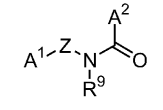 A²
A¹ Z N O
R⁹